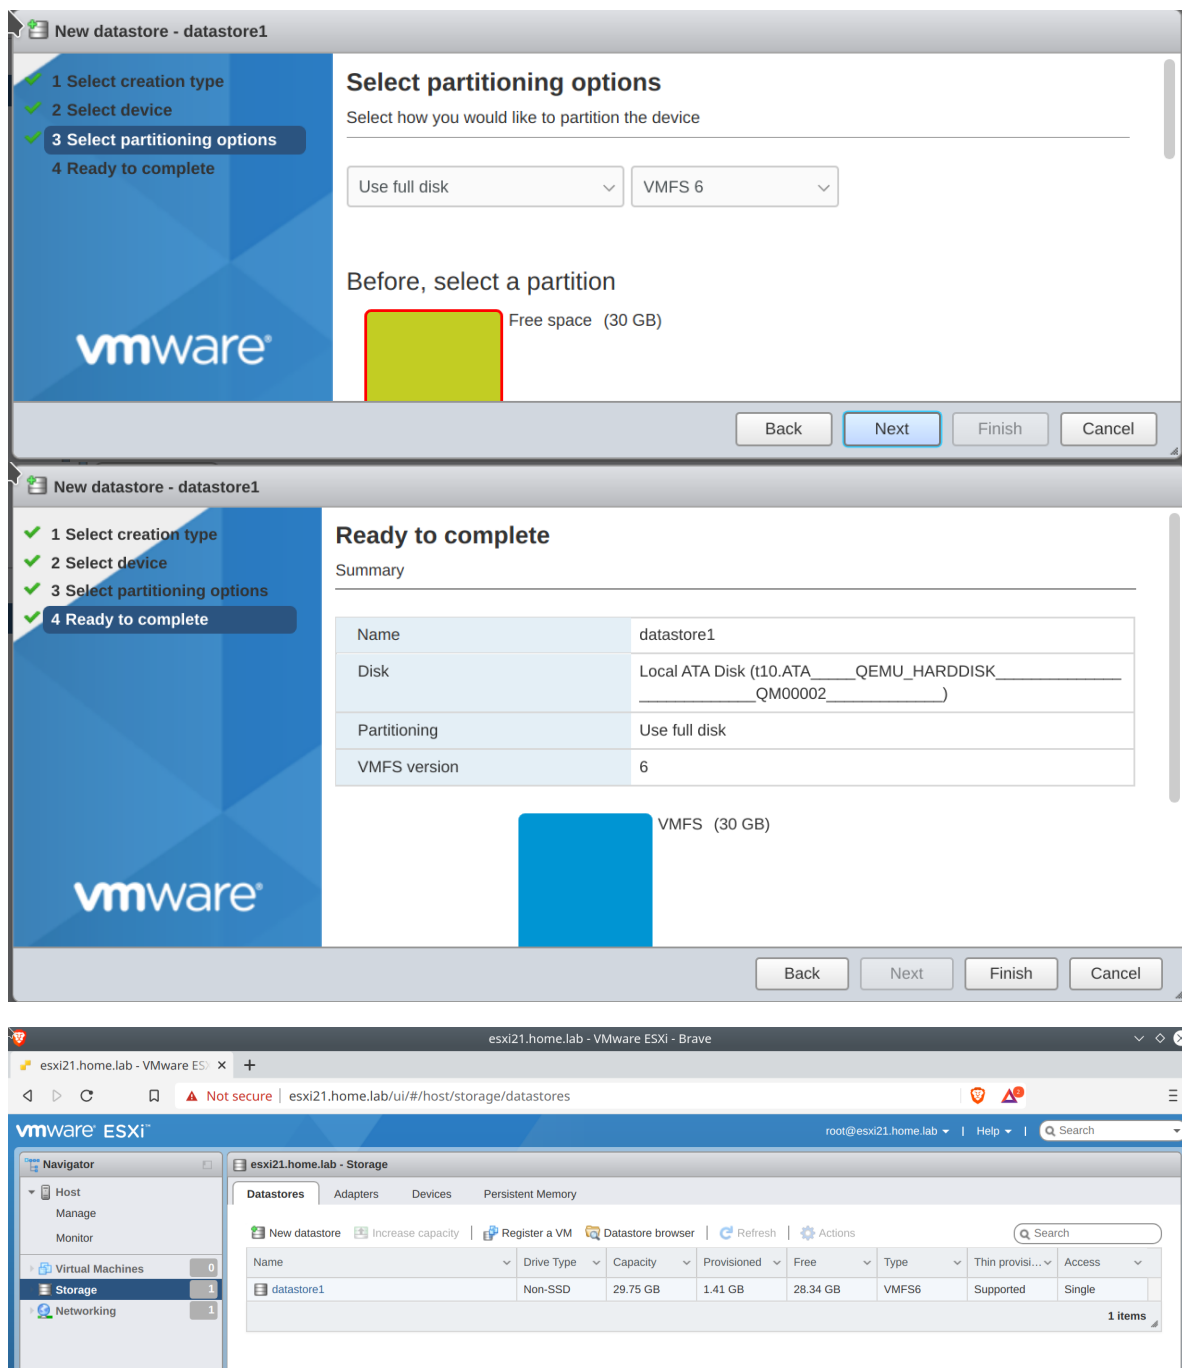 New datastore - datastore1
1 Select creation type
2 Select device
3 Select partitioning options
4 Ready to complete
vmware®
Select partitioning options
Select how you would like to partition the device
Use full disk
VMFS 6
Before, select a partition
Free space (30 GB)
Back
Next
Finish
Cancel
New datastore - datastore1
1 Select creation type
2 Select device
3 Select partitioning options
4 Ready to complete
vmware®
Ready to complete
Summary
Name datastore1
Disk Local ATA Disk (t10.ATA_____QEMU_HARDDISK______________
_____________QM00002_____________)
Partitioning Use full disk
VMFS version 6
VMFS (30 GB)
Back
Next
Finish
Cancel
esxi21.home.lab - VMware ESXi - Brave
esxi21.home.lab - VMware ES
Not secure esxi21.home.lab/ui/#/host/storage/datastores
vmware® ESXi™
root@esxi21.home.lab | Help | Search
Navigator
Host
Manage
Monitor
Virtual Machines 0
Storage 1
Networking 1
esxi21.home.lab - Storage
Datastores Adapters Devices Persistent Memory
New datastore Increase capacity | Register a VM Datastore browser | Refresh | Actions
Search
Name Drive Type Capacity Provisioned Free Type Thin provisi... Access
datastore1 Non-SSD 29.75 GB 1.41 GB 28.34 GB VMFS6 Supported Single
1 items